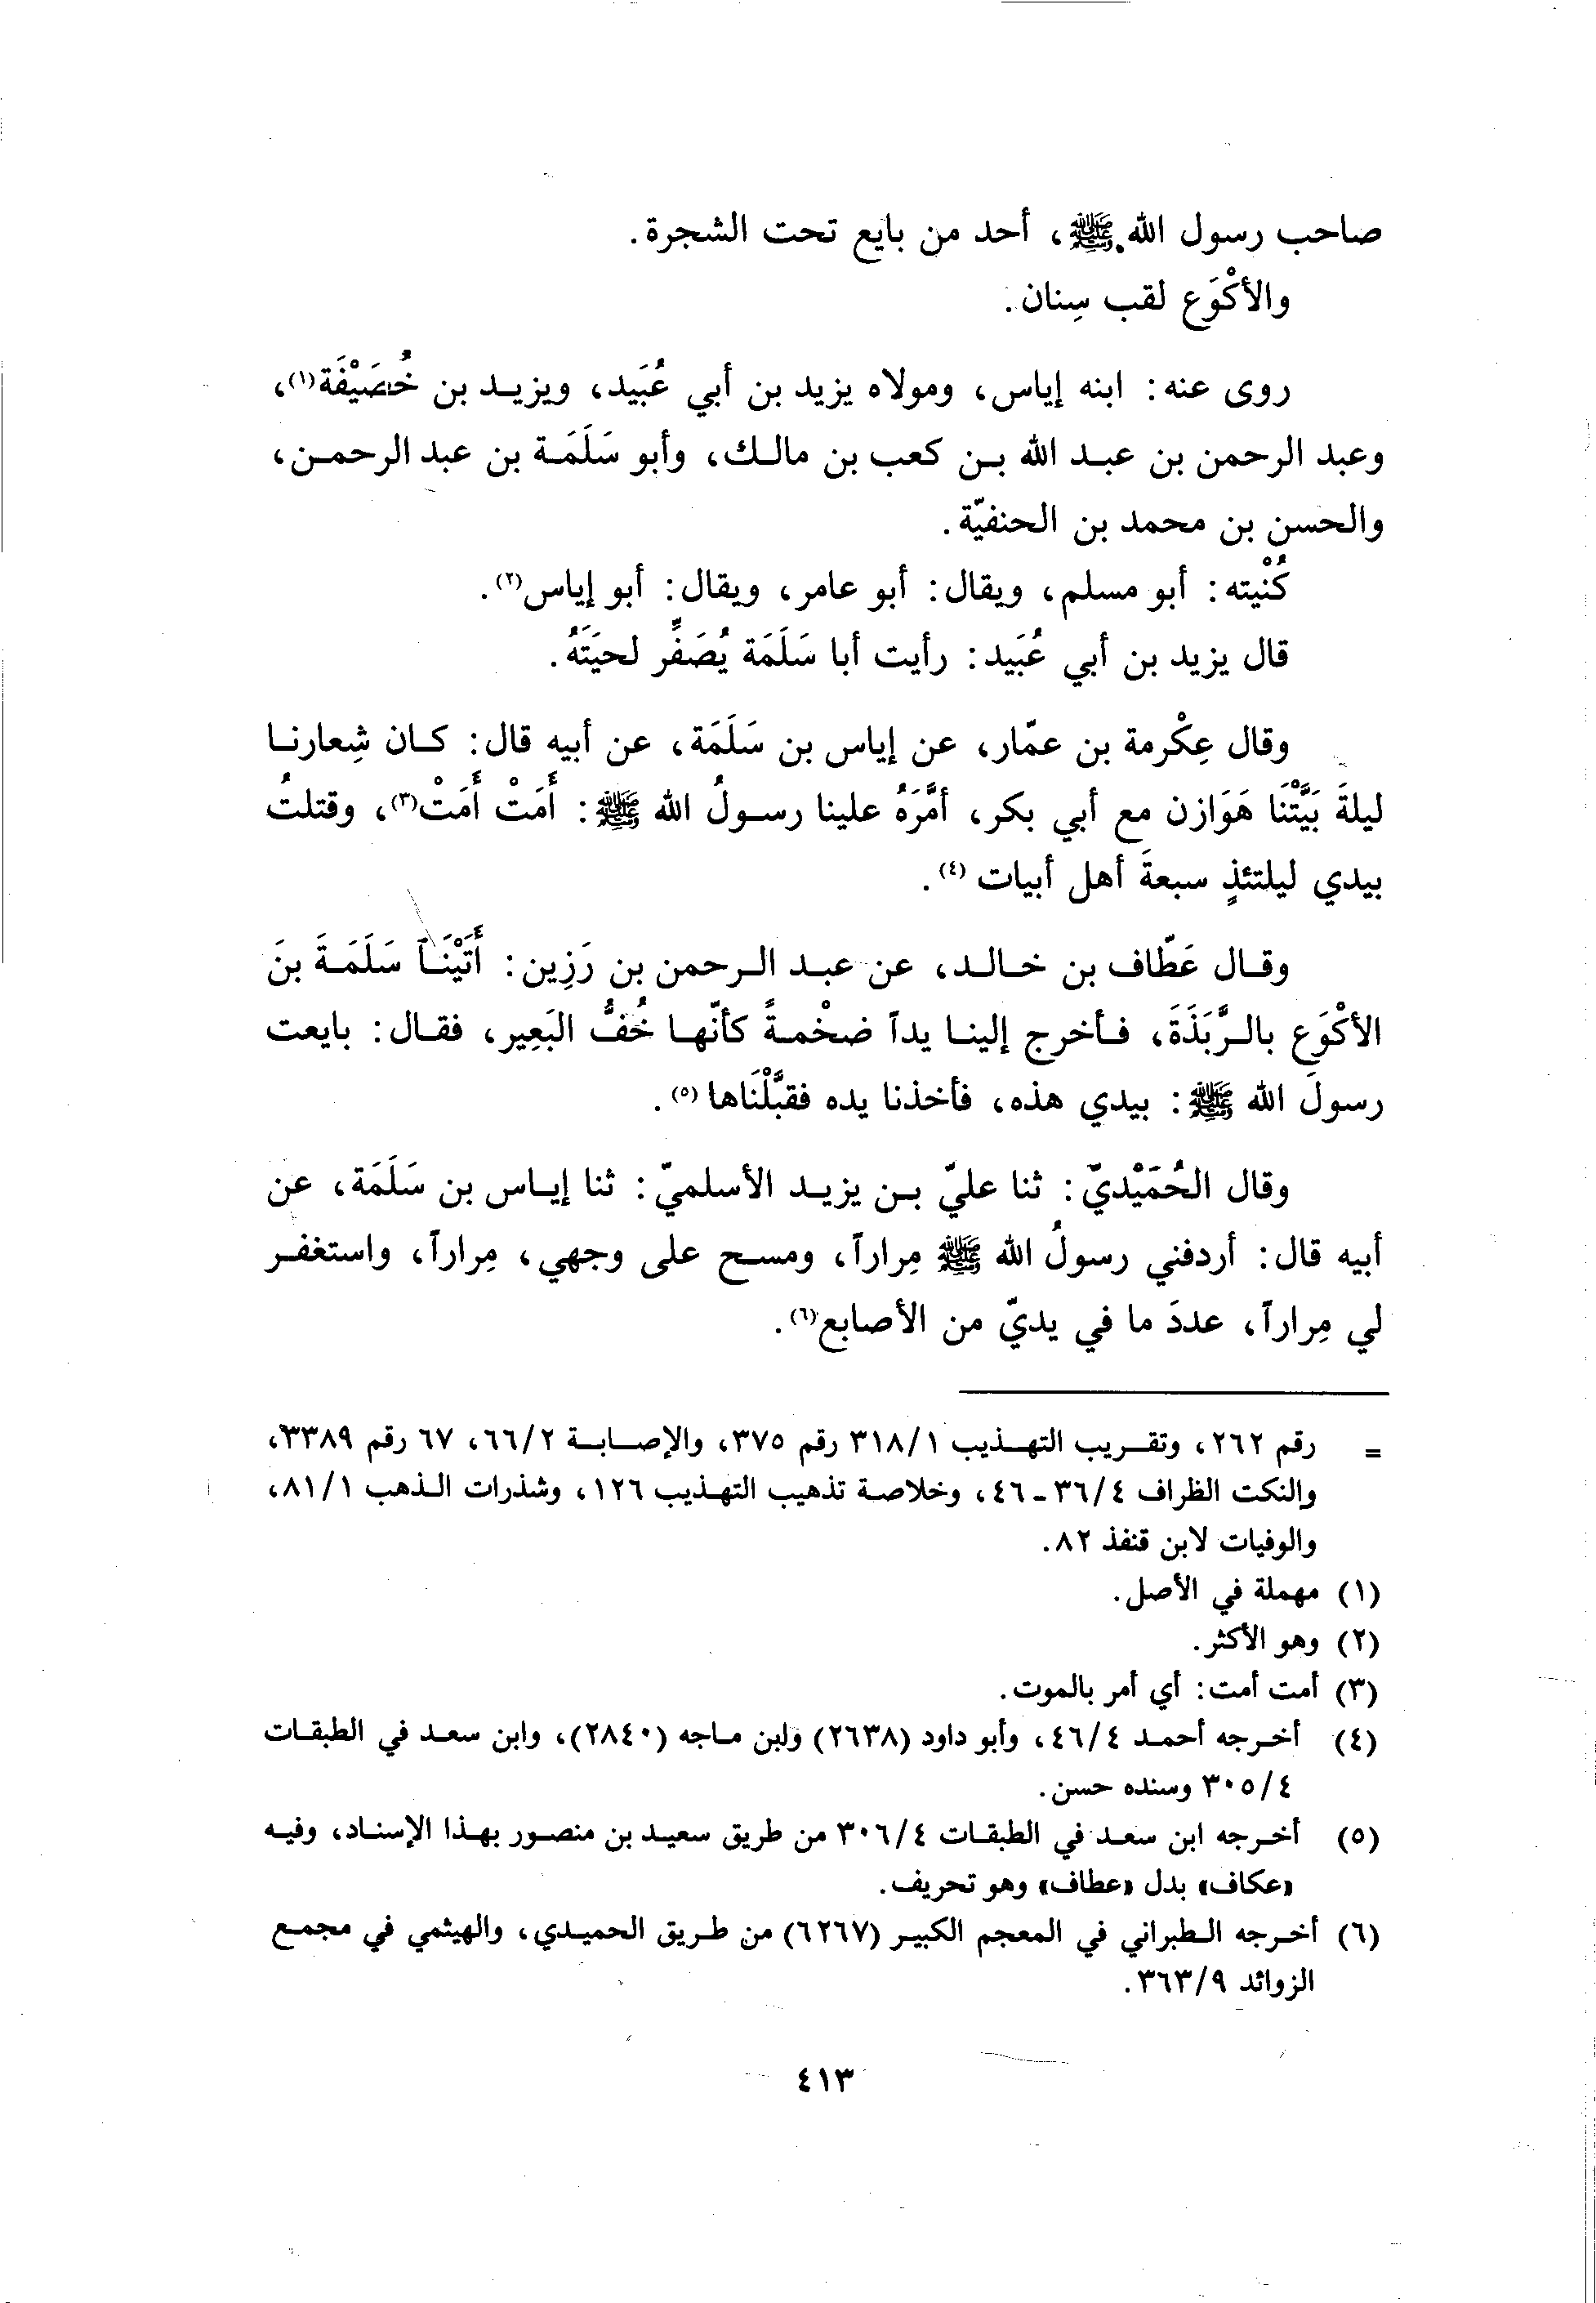 صاحب رسول الله ﷺ، أحد من بايع تحت الشجرة.
والأكْوَع لقب سِنان.
روى عنه: ابنه إياس، ومولاه يزيد بن أبي عُبَيد، ويزيد بن خُصَيْفَة(١)،
وعبد الرحمن بن عبد الله بن كعب بن مالك، وأبو سَلَمَة بن عبد الرحمن،
والحسن بن محمد بن الحنفيّة.
كُنْيته: أبو مسلم، ويقال: أبو عامر، ويقال: أبو إياس(٢).
قال يزيد بن أبي عُبَيد: رأيت أبا سَلَمَة يُصَفِّر لحيَتَهُ.
وقال عِكْرمة بن عمّار، عن إياس بن سَلَمَة، عن أبيه قال: كان شِعارنا
ليلةَ بَيَّتْنَا هَوَازن مع أبي بكر، أمَّرَهُ علينا رسولُ الله ﷺ: أَمَتْ أَمَتْ(٣)، وقتلتُ
بيدي ليلتئذٍ سبعةَ أهل أبيات (٤).
وقال عَطّاف بن خالد، عن عبد الرحمن بن رَزِين: أَتَيْنَا سَلَمَةَ بنَ
الأكْوَع بالرَّبَذَةَ، فأخرج إلينا يداً ضخْمةً كأنّها خُفُّ البَعِير، فقال: بايعت
رسولَ الله ﷺ: بيدي هذه، فأخذنا يده فقبَّلْنَاها (٥).
وقال الحُمَيْديّ: ثنا عليّ بن يزيد الأسلميّ: ثنا إياس بن سَلَمَة، عن
أبيه قال: أردفني رسولُ الله ﷺ مِراراً، ومسح على وجهي، مِراراً، واستغفر
لي مِراراً، عددَ ما في يديّ من الأصابع(٦).
= رقم ٢٦٢، وتقريب التهذيب ٣١٨/١ رقم ٣٧٥، والإصابة ٦٦/٢، ٦٧ رقم ٣٣٨٩،
والنكت الظراف ٣٦/٤ - ٤٦، وخلاصة تذهيب التهذيب ١٢٦، وشذرات الذهب ٨١/١،
والوفيات لابن قنفذ ٨٢.
(١) مهملة في الأصل.
(٢) وهو الأكثر.
(٣) أمت أمت: أي أمر بالموت.
(٤) أخرجه أحمد ٤٦/٤، وأبو داود (٢٦٣٨) ولبن ماجه (٢٨٤٠)، وابن سعد في الطبقات
٣٠٥/٤ وسنده حسن.
(٥) أخرجه ابن سعد في الطبقات ٣٠٦/٤ من طريق سعيد بن منصور بهذا الإسناد، وفيه
«عكاف» بدل «عطاف» وهو تحريف.
(٦) أخرجه الطبراني في المعجم الكبير (٦٢٦٧) من طريق الحميدي، والهيثمي في مجمع
الزوائد ٣٦٣/٩.
٤١٣